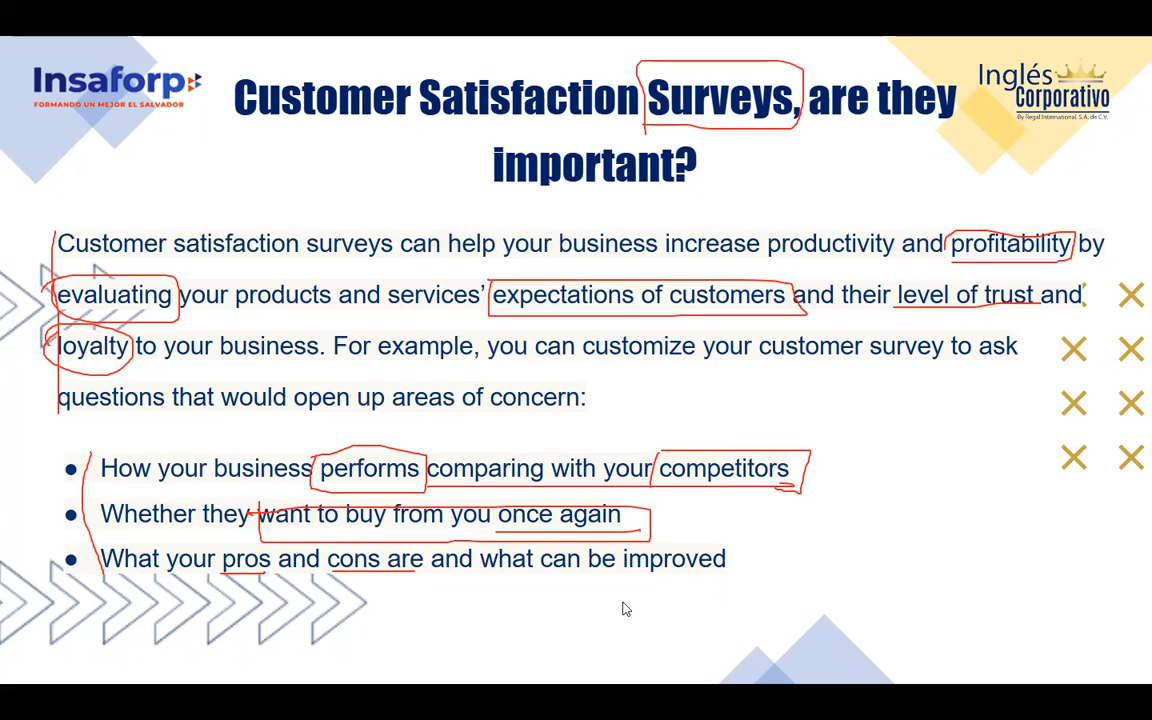 Insaforp
FORMANDO UN MEJOR EL SALVADOR
Inglés
Corporativo
By Regal International, S.A. de C.V.
Customer Satisfaction Surveys, are they
important?
Customer satisfaction surveys can help your business increase productivity and profitability by
evaluating your products and services’ expectations of customers and their level of trust and
loyalty to your business. For example, you can customize your customer survey to ask
questions that would open up areas of concern:
● How your business performs comparing with your competitors
● Whether they want to buy from you once again
● What your pros and cons are and what can be improved